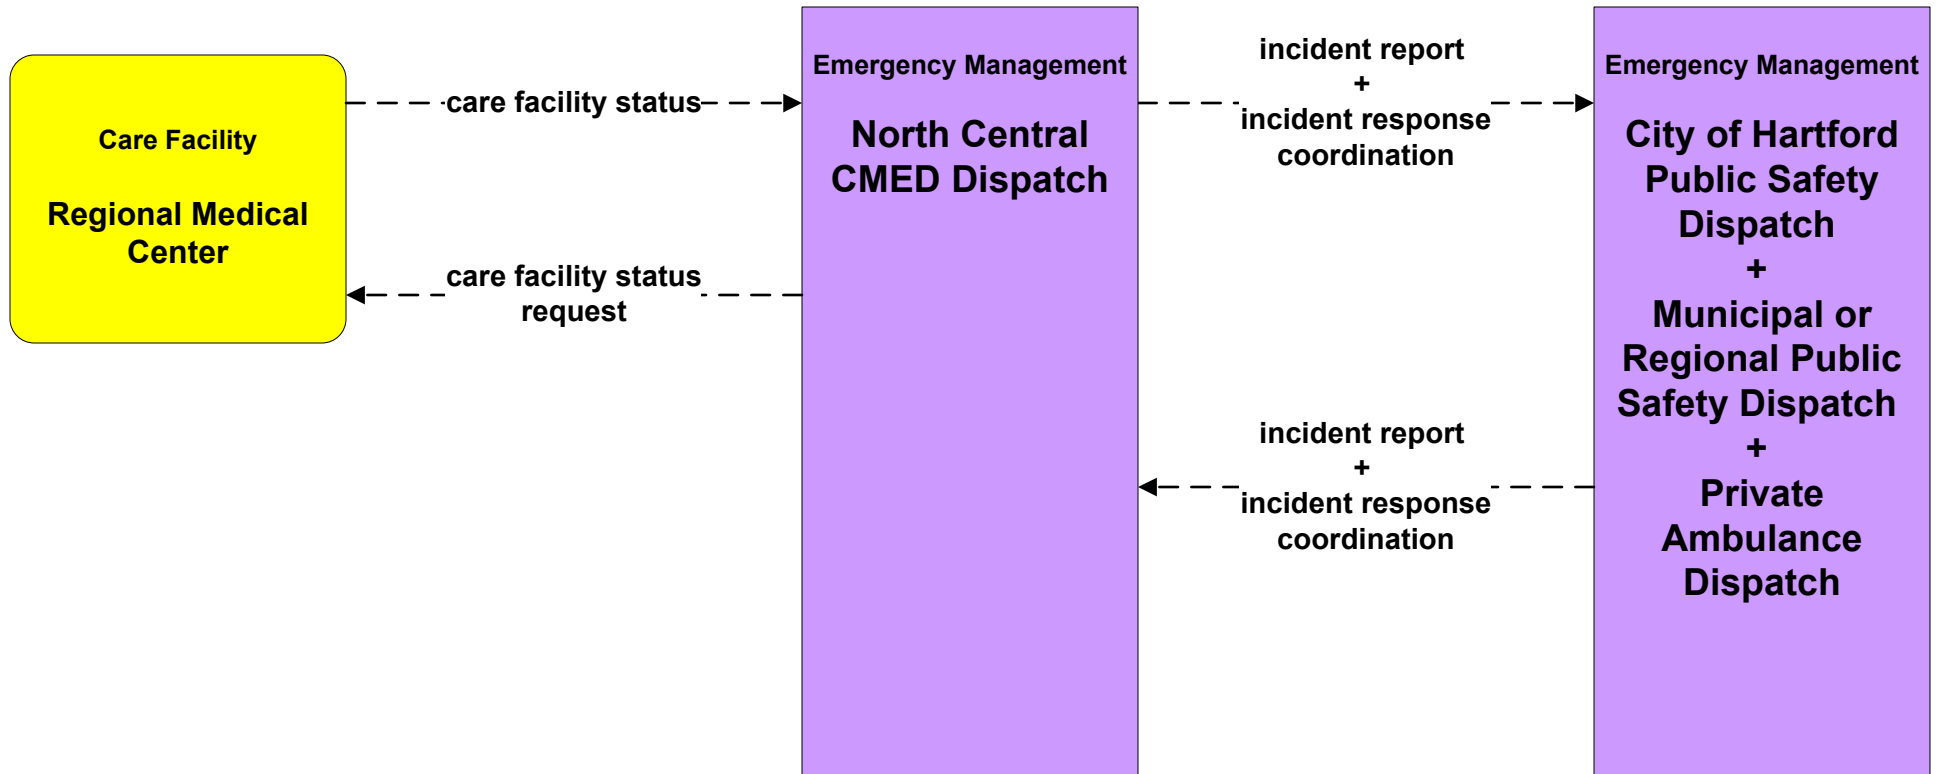 Care Facility
Regional Medical
Center
care facility status
care facility status
request
Emergency Management
North Central
CMED Dispatch
incident report
+
incident response
coordination
incident report
+
incident response
coordination
Emergency Management
City of Hartford
Public Safety
Dispatch
+
Municipal or
Regional Public
Safety Dispatch
+
Private
Ambulance
Dispatch